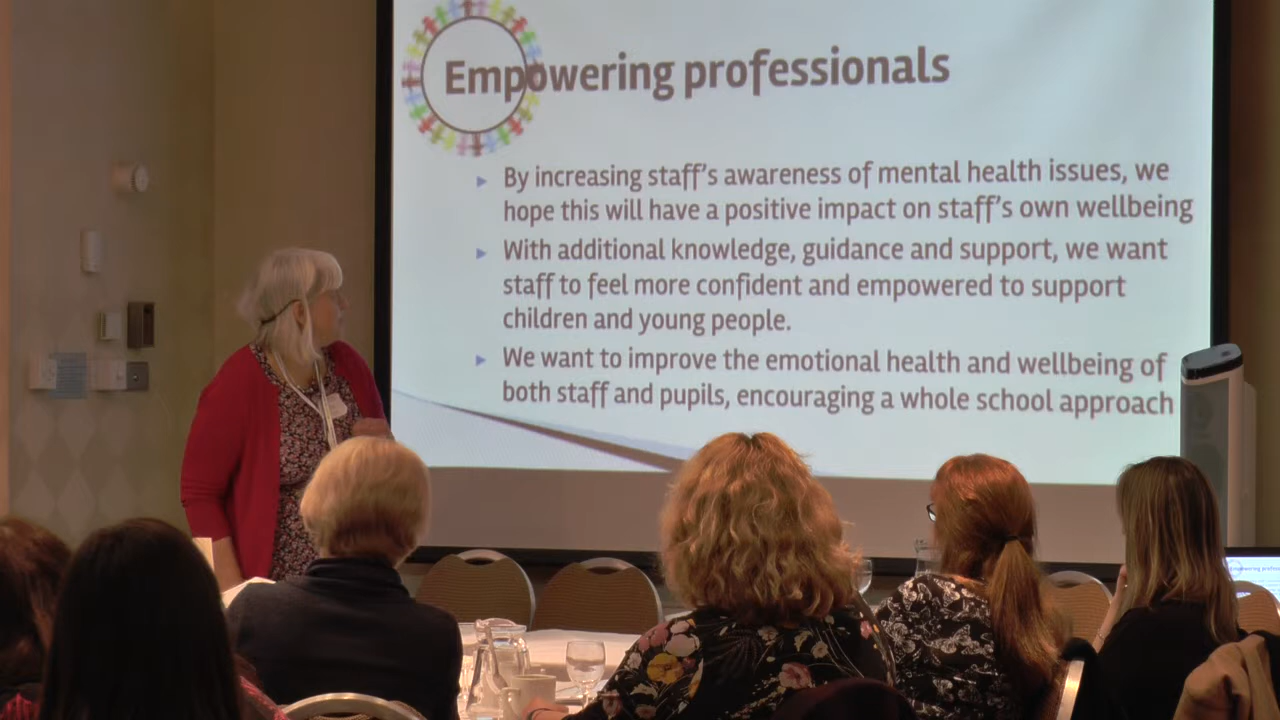 Empowering professionals
By increasing staff's awareness of mental health issues, we
hope this will have a positive impact on staff's own wellbeing
With additional knowledge, guidance and support, we want
staff to feel more confident and empowered to support
children and young people.
We want to improve the emotional health and wellbeing of
both staff and pupils, encouraging a whole school approach